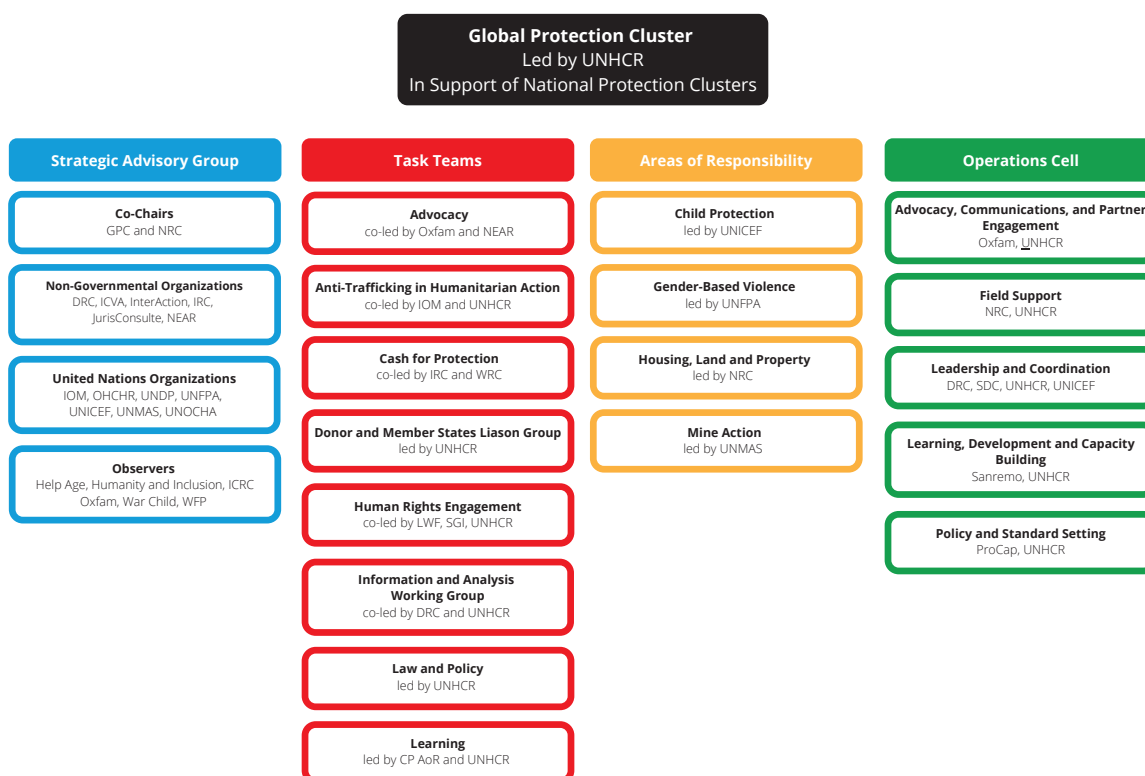 Global Protection Cluster
Led by UNHCR
In Support of National Protection Clusters
Strategic Advisory Group
Co-Chairs
GPC and NRC
Non-Governmental Organizations
DRC, ICVA, InterAction, IRC,
JurisConsulte, NEAR
United Nations Organizations
IOM, OHCHR, UNDP, UNFPA,
UNICEF, UNMAS, UNOCHA
Observers
Help Age, Humanity and Inclusion, ICRC
Oxfam, War Child, WFP
Task Teams
Advocacy
co-led by Oxfam and NEAR
Anti-Trafficking in Humanitarian Action
co-led by IOM and UNHCR
Cash for Protection
co-led by IRC and WRC
Donor and Member States Liason Group
led by UNHCR
Human Rights Engagement
co-led by LWF, SGI, UNHCR
Information and Analysis
Working Group
co-led by DRC and UNHCR
Law and Policy
led by UNHCR
Learning
led by CP AoR and UNHCR
Areas of Responsibility
Child Protection
led by UNICEF
Gender-Based Violence
led by UNFPA
Housing, Land and Property
led by NRC
Mine Action
led by UNMAS
Operations Cell
Advocacy, Communications, and Partner
Engagement
Oxfam, UNHCR
Field Support
NRC, UNHCR
Leadership and Coordination
DRC, SDC, UNHCR, UNICEF
Learning, Development and Capacity
Building
Sanremo, UNHCR
Policy and Standard Setting
ProCap, UNHCR